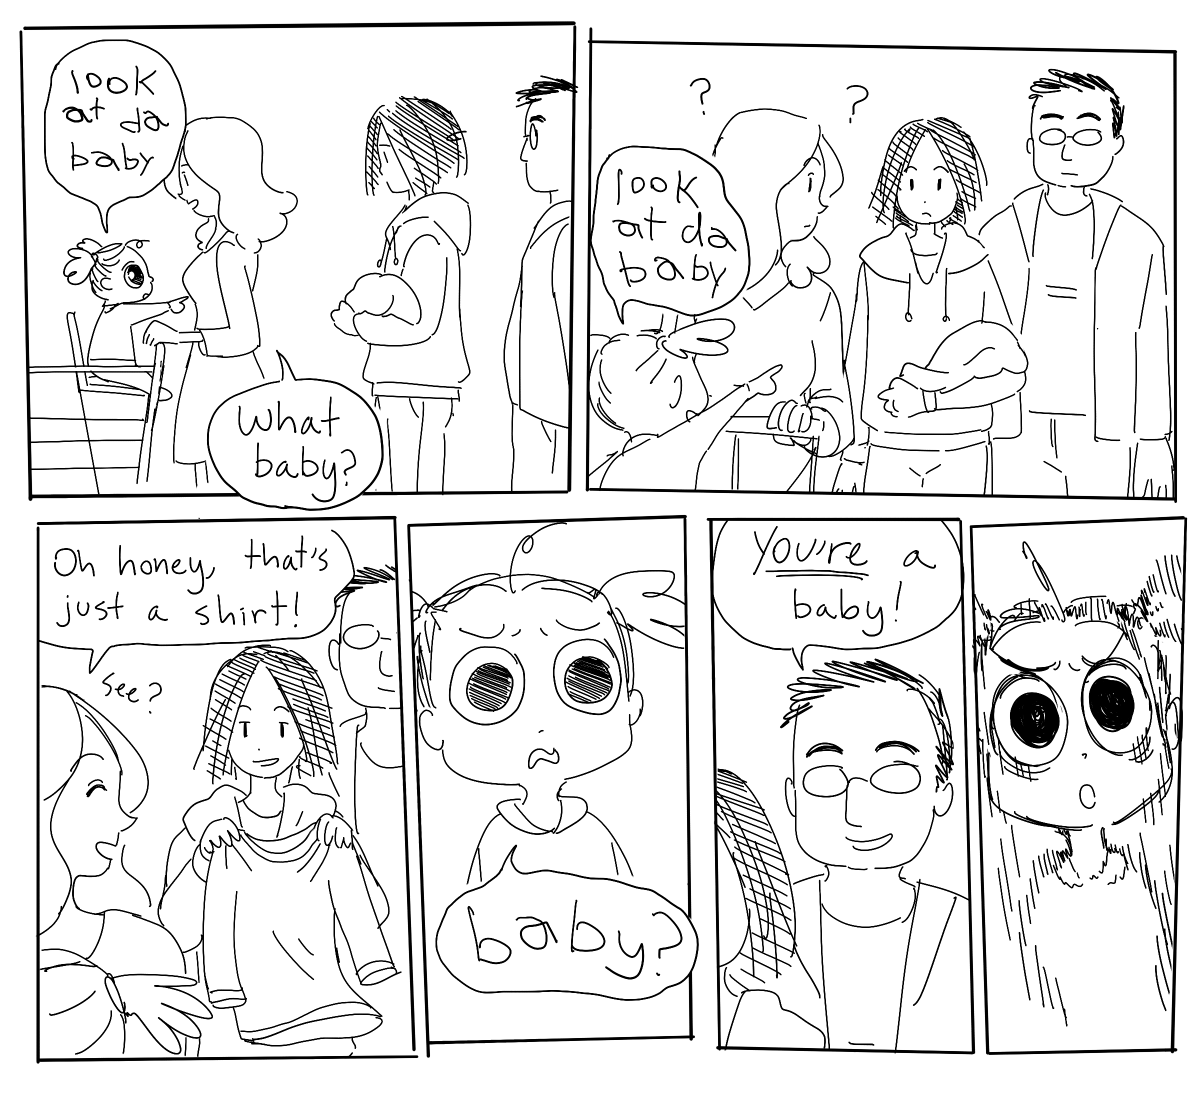 look
at da
baby
What
baby?
?
?
look
at da
baby
Oh honey, that's
just a shirt!
see?
baby?
You're a
baby!